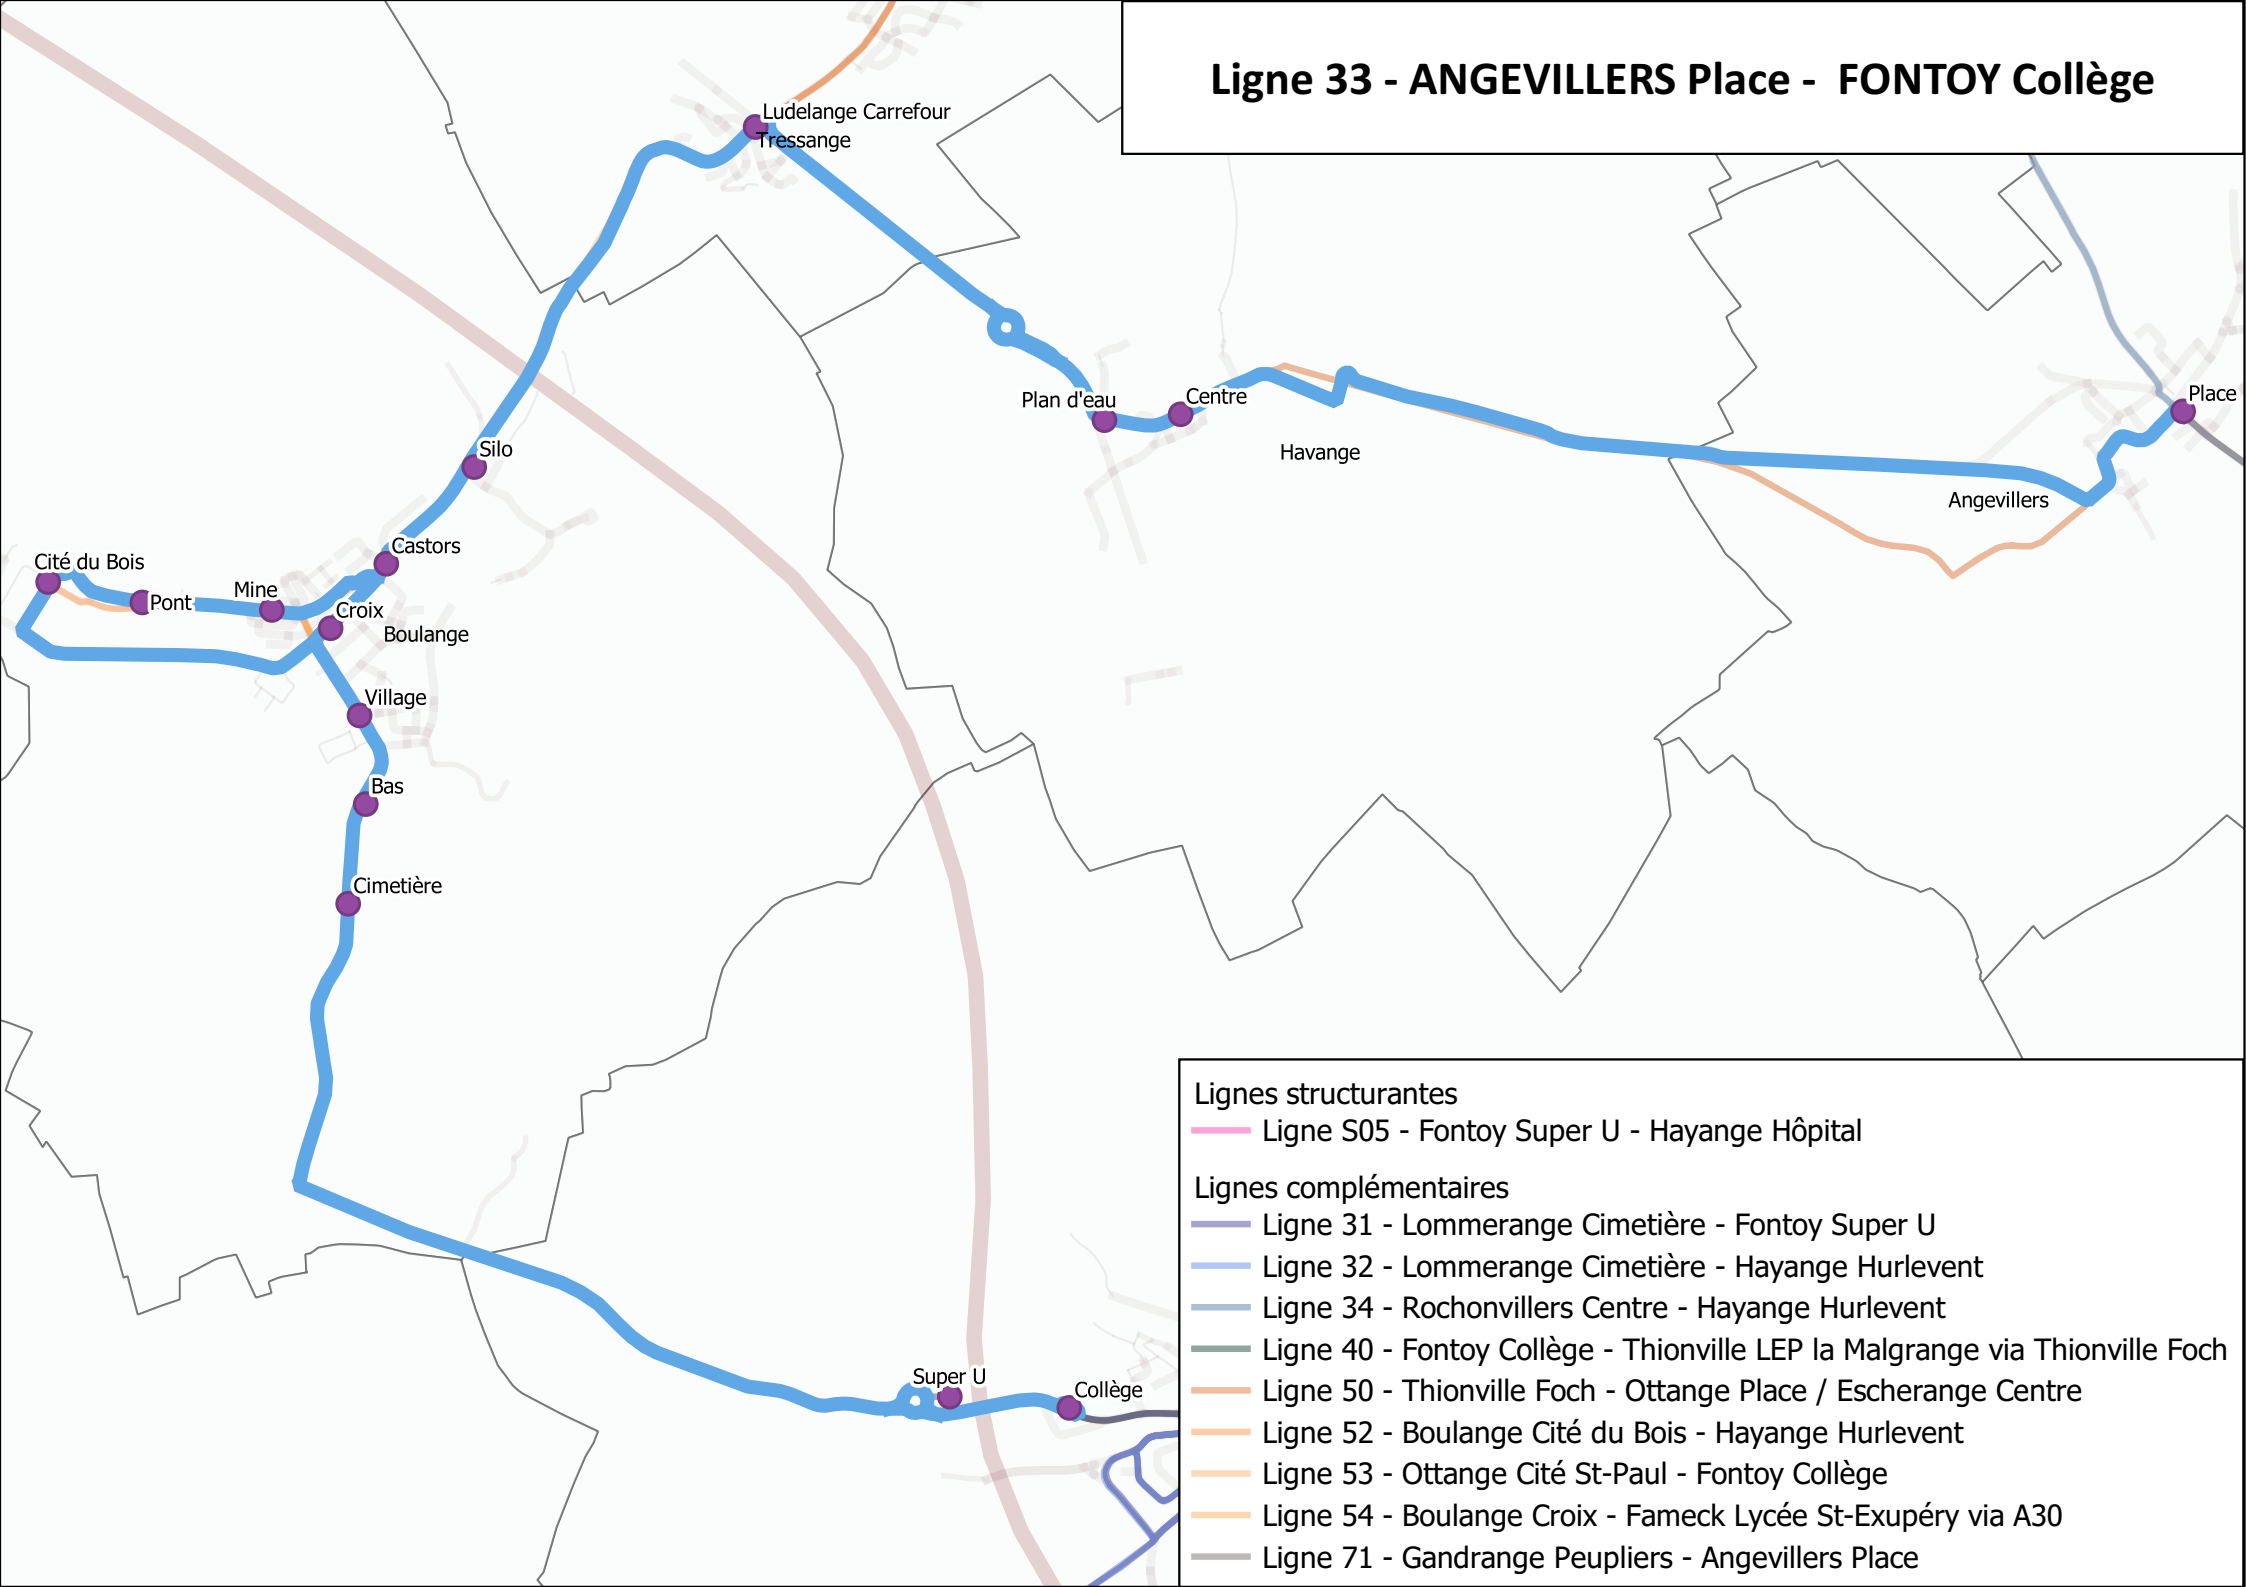 Ligne 33 - ANGEVILLERS Place - FONTOY Collège
Ludelange Carrefour
Tressange
Plan d'eau
Centre
Place
Havange
Silo
Angevillers
Castors
Cité du Bois
Mine
Pont
Croix
Boulange
Village
Bas
Cimetière
Super U
Collège
Lignes structurantes
Ligne S05 - Fontoy Super U - Hayange Hôpital
Lignes complémentaires
Ligne 31 - Lommerange Cimetière - Fontoy Super U
Ligne 32 - Lommerange Cimetière - Hayange Hurlevent
Ligne 34 - Rochonvillers Centre - Hayange Hurlevent
Ligne 40 - Fontoy Collège - Thionville LEP la Malgrange via Thionville Foch
Ligne 50 - Thionville Foch - Ottange Place / Escherange Centre
Ligne 52 - Boulange Cité du Bois - Hayange Hurlevent
Ligne 53 - Ottange Cité St-Paul - Fontoy Collège
Ligne 54 - Boulange Croix - Fameck Lycée St-Exupéry via A30
Ligne 71 - Gandrange Peupliers - Angevillers Place